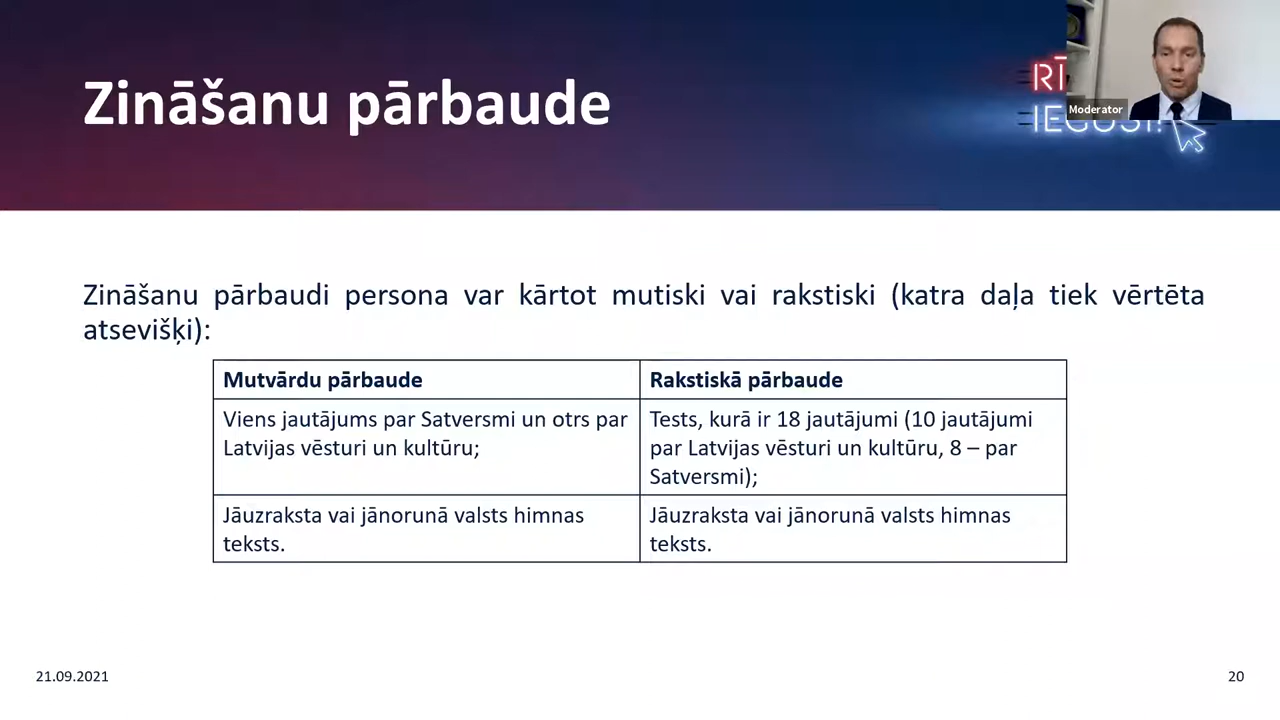 Zināšanu pārbaude
RĪ
Moderator
Zināšanu pārbaudi persona var kārtot mutiski vai rakstiski (katra daļa tiek vērtēta
atsevišķi):
Mutvārdu pārbaude
Rakstiskā pārbaude
Viens jautājums par Satversmi un otrs par
Latvijas vēsturi un kultūru;
Tests, kurā ir 18 jautājumi (10 jautājumi
par Latvijas vēsturi un kultūru, 8 – par
Satversmi);
Jāuzraksta vai jānorunā valsts himnas
teksts.
Jāuzraksta vai jānorunā valsts himnas
teksts.
21.09.2021
20